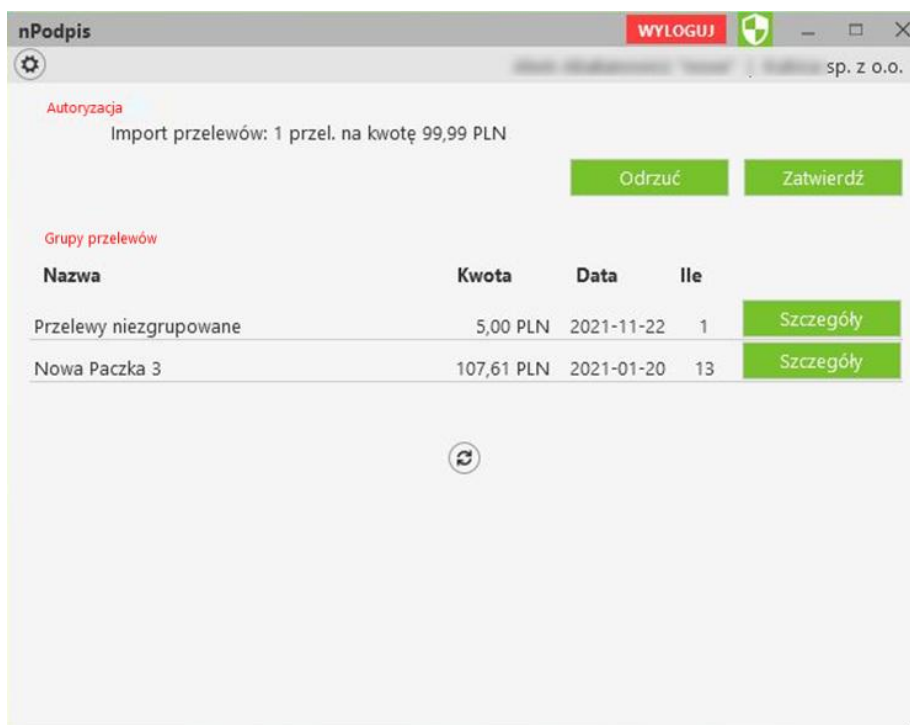 nPodpis WYLOGUJ
sp. z o.o.
Autoryzacja
Import przelewów: 1 przel. na kwotę 99,99 PLN
Odrzuć Zatwierdź
Grupy przelewów
Nazwa Kwota Data Ile
Przelewy niezgrupowane 5,00 PLN 2021-11-22 1 Szczegóły
Nowa Paczka 3 107,61 PLN 2021-01-20 13 Szczegóły